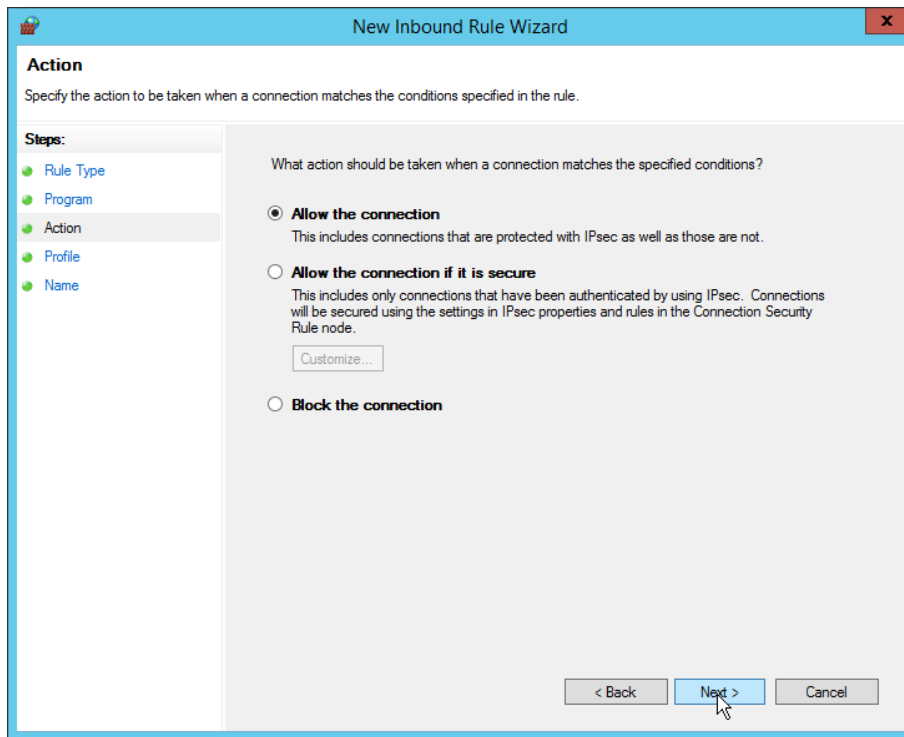 New Inbound Rule Wizard
x
Action
Specify the action to be taken when a connection matches the conditions specified in the rule.
Steps:
Rule Type
Program
Action
Profile
Name
What action should be taken when a connection matches the specified conditions?
Allow the connection
This includes connections that are protected with IPsec as well as those are not.
Allow the connection if it is secure
This includes only connections that have been authenticated by using IPsec. Connections
will be secured using the settings in IPsec properties and rules in the Connection Security
Rule node.
Customize...
Block the connection
< Back
Next >
Cancel